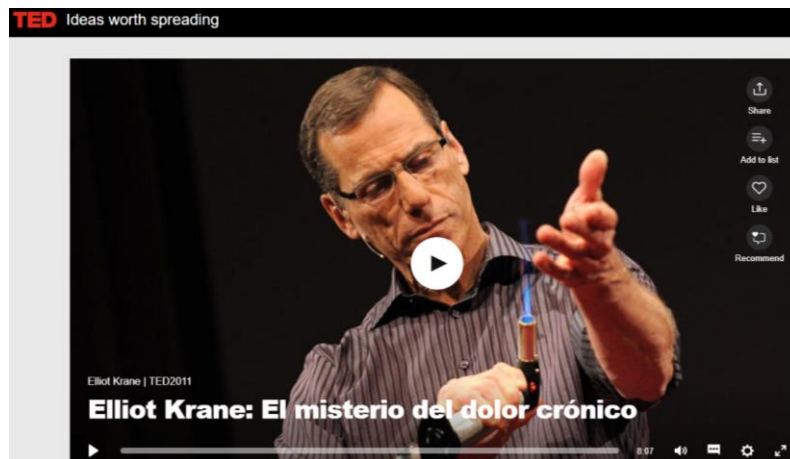 TED Ideas worth spreading
Share
Add to list
Like
Recommend
Elliot Krane | TED2011
Elliot Krane: El misterio del dolor crónico
8:07